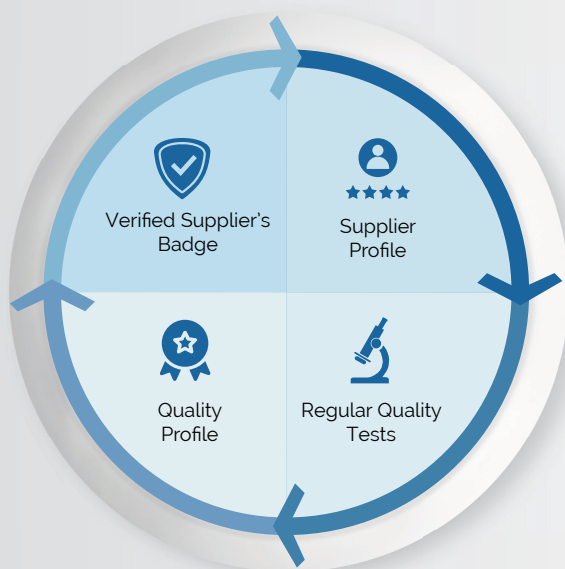 Verified Supplier's
Badge
Supplier
Profile
Quality
Profile
Regular Quality
Tests